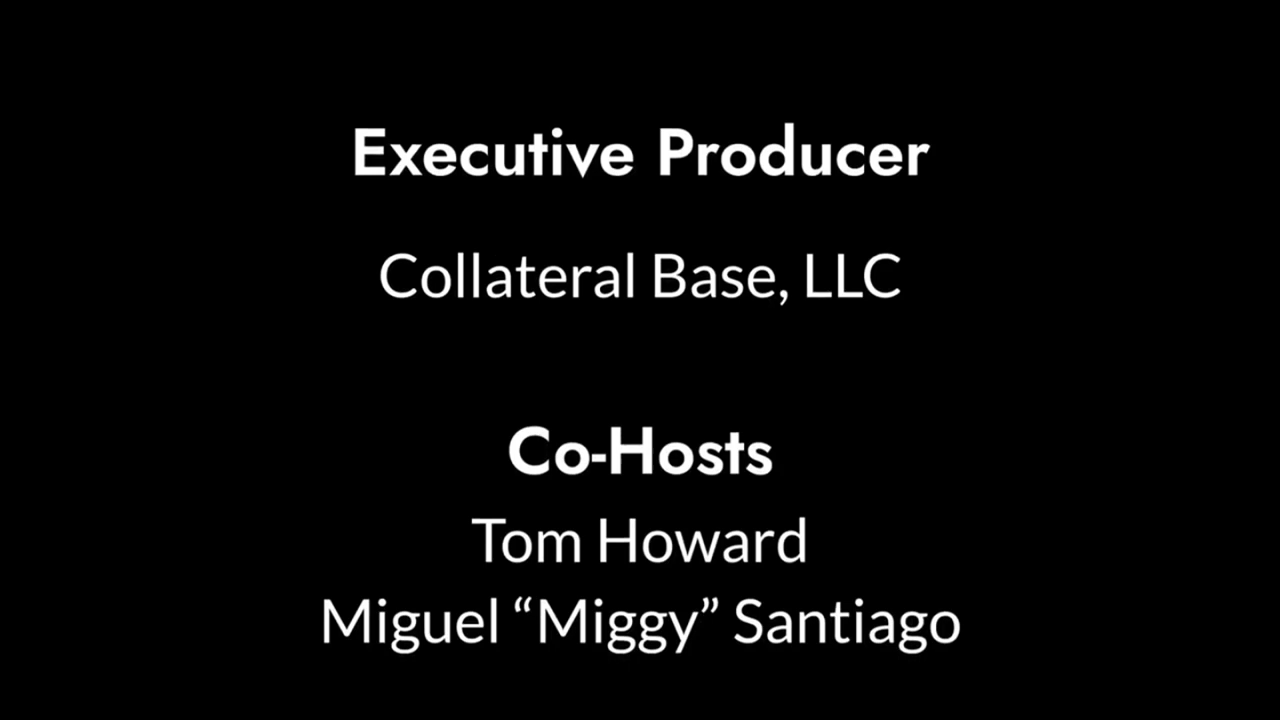 Executive Producer
Collateral Base, LLC
Co-Hosts
Tom Howard
Miguel “Miggy” Santiago